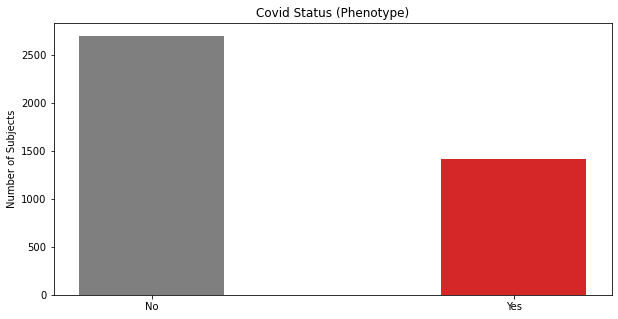 Covid Status (Phenotype)
Number of Subjects
2500
2000
1500
1000
500
0
No
Yes